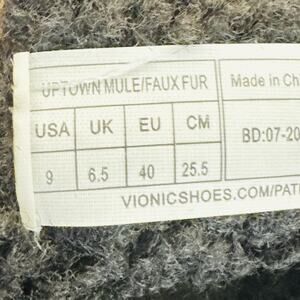 UPTOWN MULE/FAUX FUR
Made in Ch
USA UK EU CM
BD:07-20
9 6.5 40 25.5
VIONICSHOES.COM/PATE